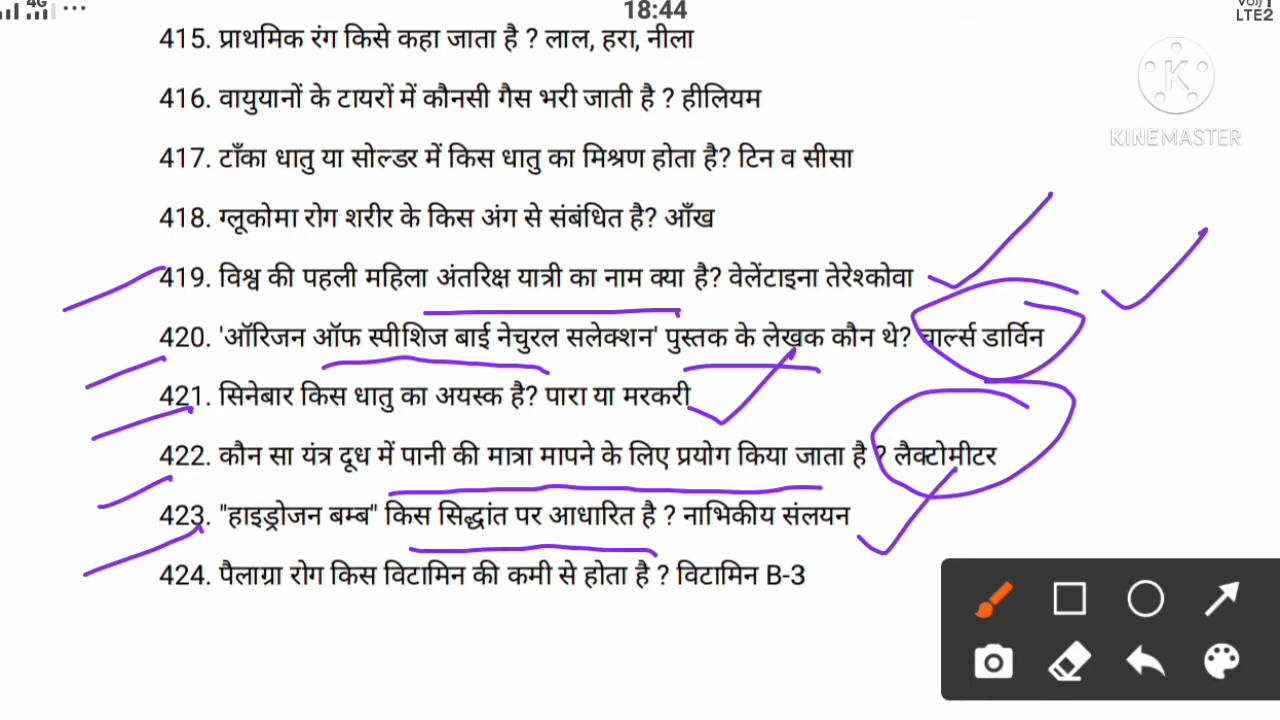 4G ... 18:44 LTE2
415. प्राथमिक रंग किसे कहा जाता है ? लाल, हरा, नीला
416. वायुयानों के टायरों में कौनसी गैस भरी जाती है ? हीलियम
KINEMASTER
417. टाँका धातु या सोल्डर में किस धातु का मिश्रण होता है? टिन व सीसा
418. ग्लूकोमा रोग शरीर के किस अंग से संबंधित है? आँख
419. विश्व की पहली महिला अंतरिक्ष यात्री का नाम क्या है? वेलेंटाइना तेरेश्कोवा
420. 'ऑरिजन ऑफ स्पीशिज बाई नेचुरल सलेक्शन' पुस्तक के लेखक कौन थे? चार्ल्स डार्विन
421. सिनेबार किस धातु का अयस्क है? पारा या मरकरी
422. कौन सा यंत्र दूध में पानी की मात्रा मापने के लिए प्रयोग किया जाता है ? लैक्टोमीटर
423. "हाइड्रोजन बम्ब" किस सिद्धांत पर आधारित है ? नाभिकीय संलयन
424. पैलाग्रा रोग किस विटामिन की कमी से होता है ? विटामिन B-3